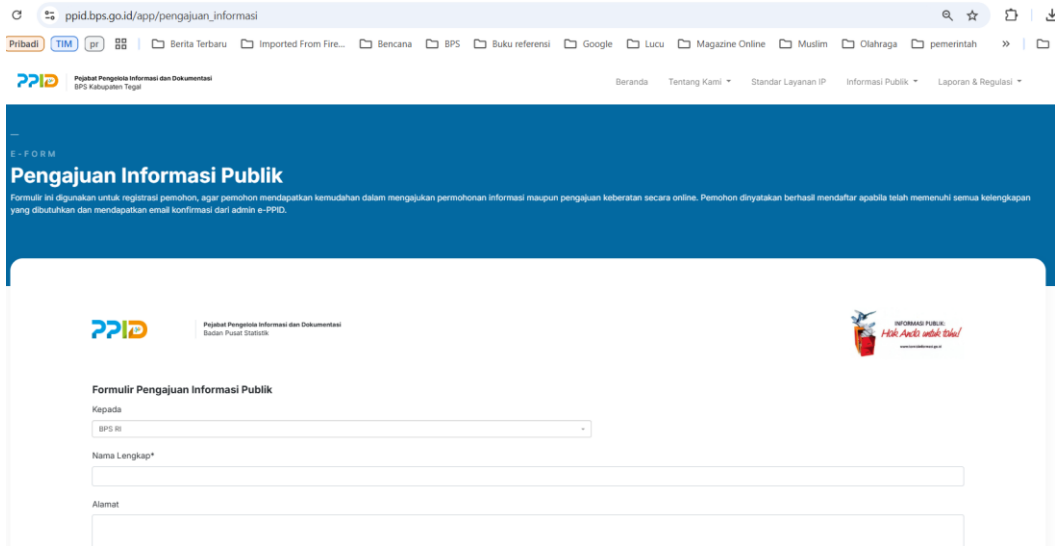 ppid.bps.go.id/app/pengajuan_informasi
Pribadi TIM pr Berita Terbaru Imported From Fire... Bencana BPS Buku referensi Google Lucu Magazine Online Muslim Olahraga pemerintah »
PPID Pejabat Pengelola Informasi dan Dokumentasi
BPS Kabupaten Tegal
Beranda Tentang Kami Standar Layanan IP Informasi Publik Laporan & Regulasi
E-FORM
Pengajuan Informasi Publik
Formulir ini digunakan untuk registrasi pemohon, agar pemohon mendapatkan kemudahan dalam mengajukan permohonan informasi maupun pengajuan keberatan secara online. Pemohon dinyatakan berhasil mendaftar apabila telah memenuhi semua kelengkapan
yang dibutuhkan dan mendapatkan email konfirmasi dari admin e-PPID.
PPID Pejabat Pengelola Informasi dan Dokumentasi
Badan Pusat Statistik
INFORMASI PUBLIK:
Hak Anda untuk tahu!
Formulir Pengajuan Informasi Publik
Kepada
BPS RI
Nama Lengkap*
Alamat